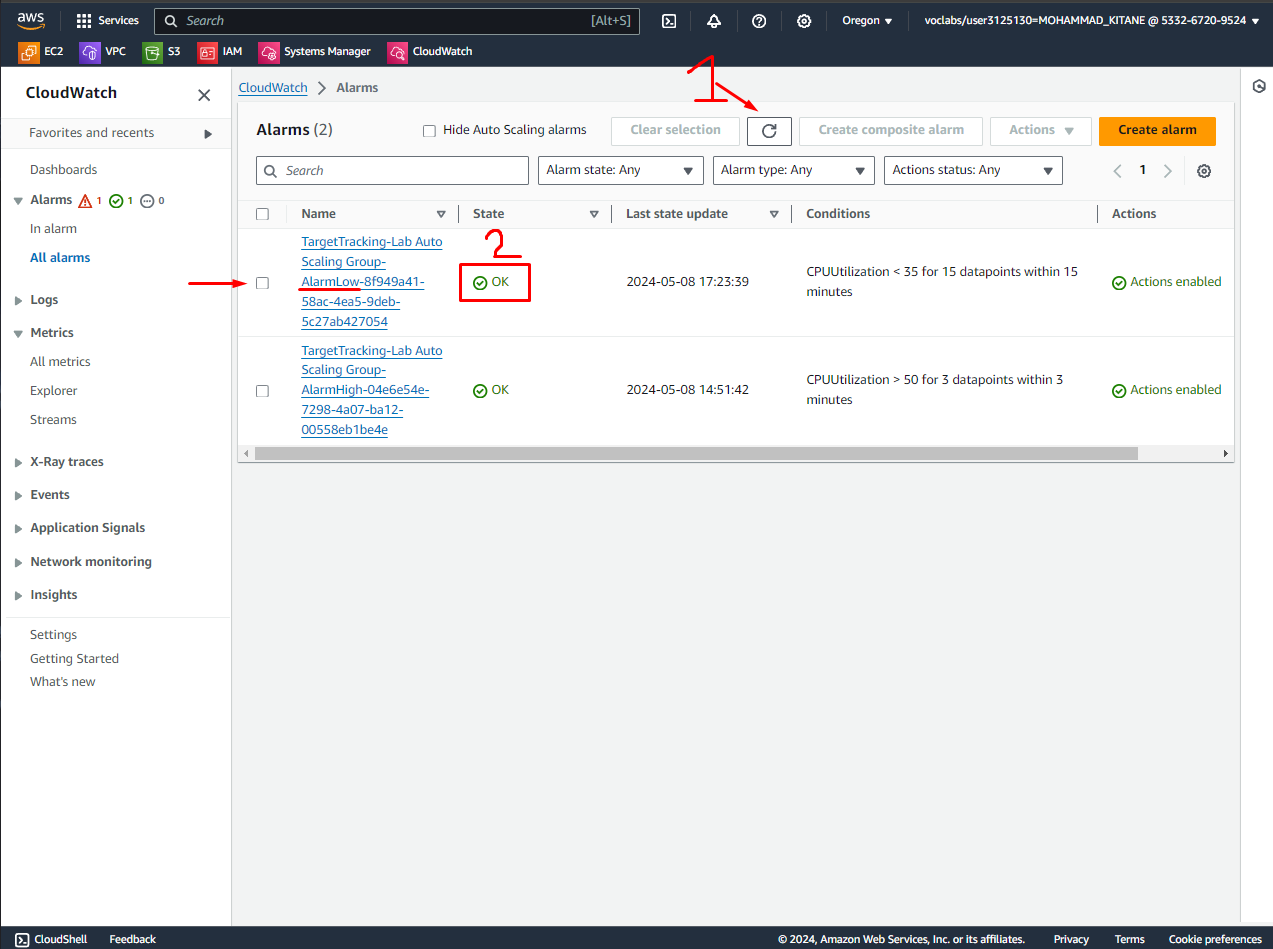 aws
Services
Search
[Alt+S]
Oregon
voclabs/user3125130=MOHAMMAD_KITANE @ 5332-6720-9524
EC2
VPC
S3
IAM
Systems Manager
CloudWatch
CloudWatch
Favorites and recents
Dashboards
Alarms 1 1 0
In alarm
All alarms
Logs
Metrics
All metrics
Explorer
Streams
X-Ray traces
Events
Application Signals
Network monitoring
Insights
Settings
Getting Started
What's new
CloudWatch
Alarms
1
Alarms (2)
Hide Auto Scaling alarms
Clear selection
Create composite alarm
Actions
Create alarm
Search
Alarm state: Any
Alarm type: Any
Actions status: Any
1
Name
State
Last state update
Conditions
Actions
TargetTracking-Lab Auto
Scaling Group-
AlarmLow-8f949a41-
58ac-4ea5-9deb-
5c27ab427054
2
OK
2024-05-08 17:23:39
CPUUtilization < 35 for 15 datapoints within 15
minutes
Actions enabled
TargetTracking-Lab Auto
Scaling Group-
AlarmHigh-04e6e54e-
7298-4a07-ba12-
00558eb1be4e
OK
2024-05-08 14:51:42
CPUUtilization > 50 for 3 datapoints within 3
minutes
Actions enabled
CloudShell
Feedback
© 2024, Amazon Web Services, Inc. or its affiliates.
Privacy
Terms
Cookie preferences